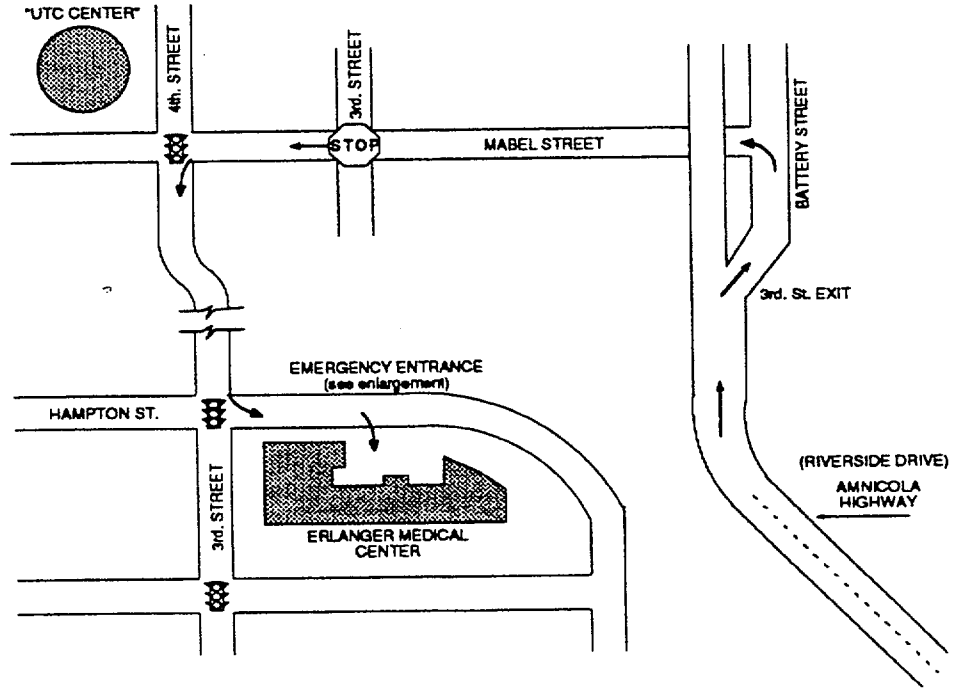 "UTC CENTER"
4th. STREET
3rd. STREET
STOP
MABEL STREET
BATTERY STREET
3rd. St. EXIT
EMERGENCY ENTRANCE
(see enlargement)
HAMPTON ST.
(RIVERSIDE DRIVE)
AMNICOLA
HIGHWAY
3rd. STREET
ERLANGER MEDICAL
CENTER